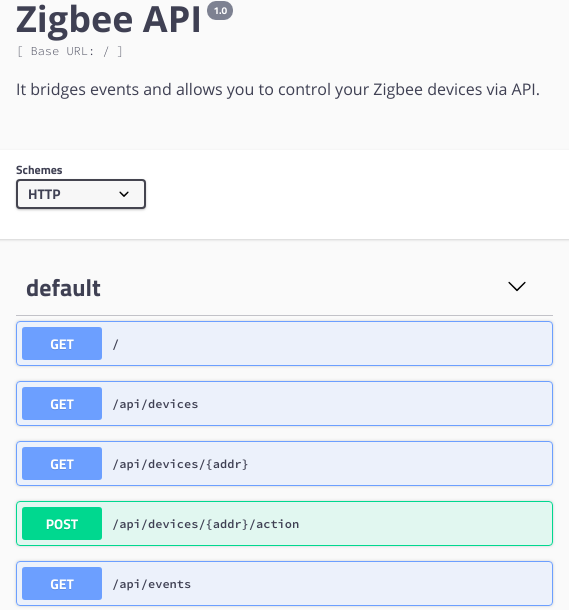 Zigbee API 1.0
[ Base URL: / ]
It bridges events and allows you to control your Zigbee devices via API.
Schemes
HTTP
default
GET /
GET /api/devices
GET /api/devices/{addr}
POST /api/devices/{addr}/action
GET /api/events